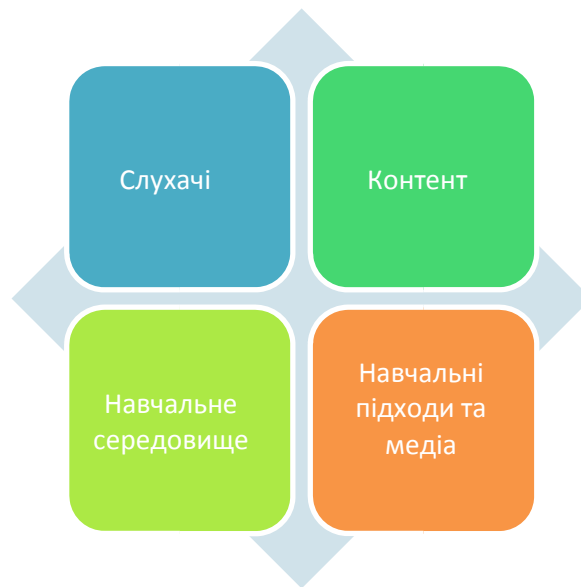 Слухачі
Контент
Навчальне
середовище
Навчальні
підходи та
медіа